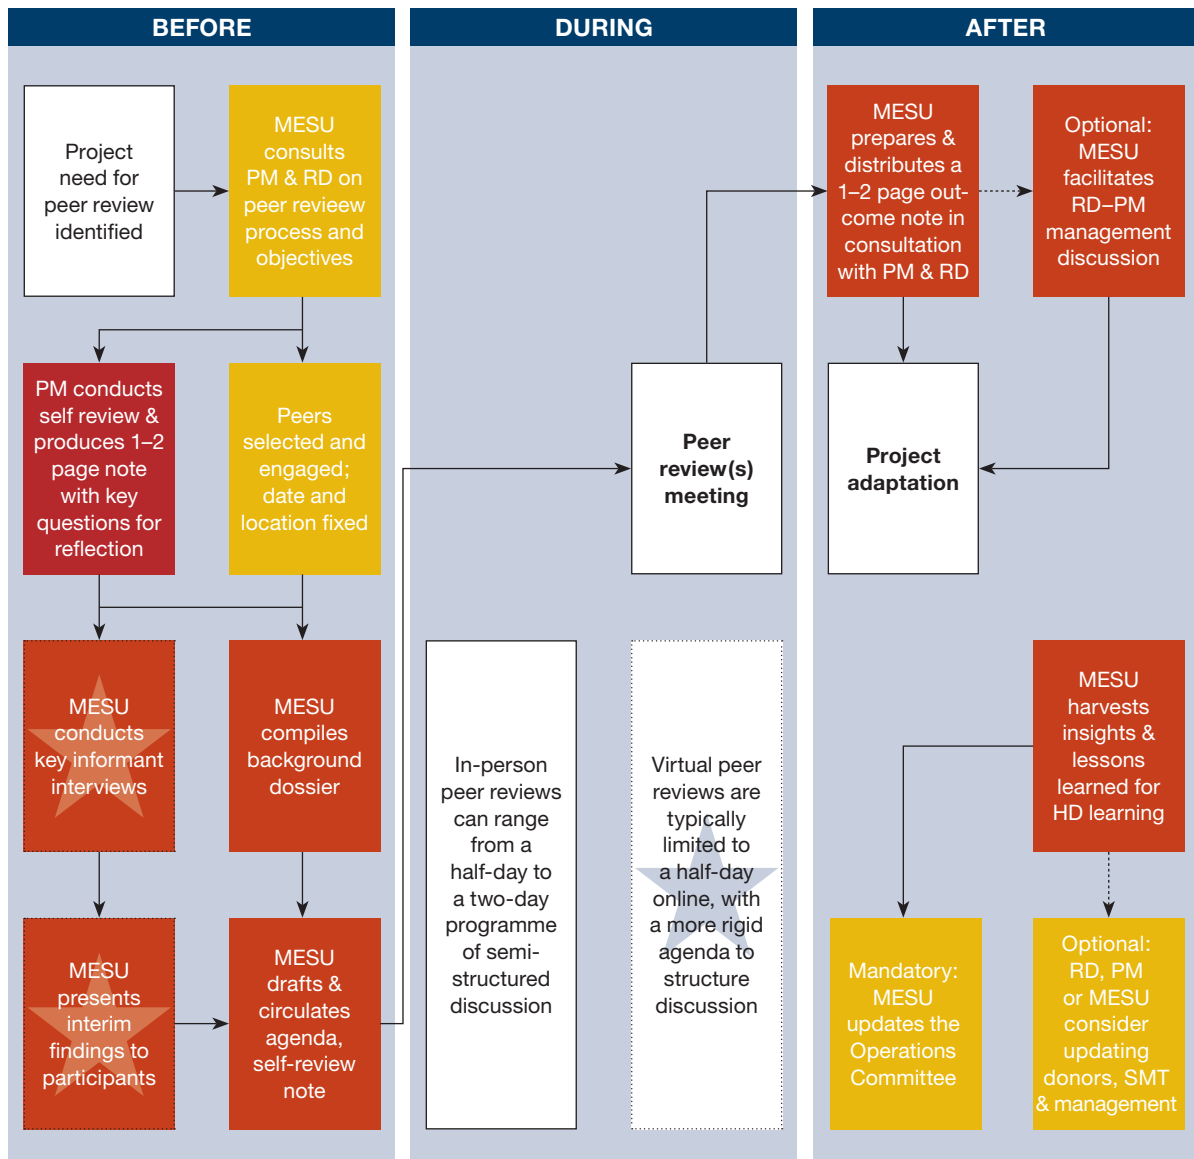 BEFORE
Project
need for
peer review
identified
MESU
consults
PM & RD on
peer revieew
process and
objectives
PM conducts
self review &
produces 1–2
page note
with key
questions for
reflection
Peers
selected and
engaged;
date and
location fixed
MESU
conducts
key informant
interviews
MESU
compiles
background
dossier
MESU
presents
interim
findings to
participants
MESU
drafts &
circulates
agenda,
self-review
note
DURING
Peer
review(s)
meeting
In-person
peer reviews
can range
from a
half-day to
a two-day
programme
of semi-
structured
discussion
Virtual peer
reviews are
typically
limited to
a half-day
online, with
a more rigid
agenda to
structure
discussion
AFTER
MESU
prepares &
distributes a
1–2 page out-
come note in
consultation
with PM & RD
Optional:
MESU
facilitates
RD–PM
management
discussion
Project
adaptation
MESU
harvests
insights &
lessons
learned for
HD learning
Mandatory:
MESU
updates the
Operations
Committee
Optional:
RD, PM
or MESU
consider
updating
donors, SMT
& management